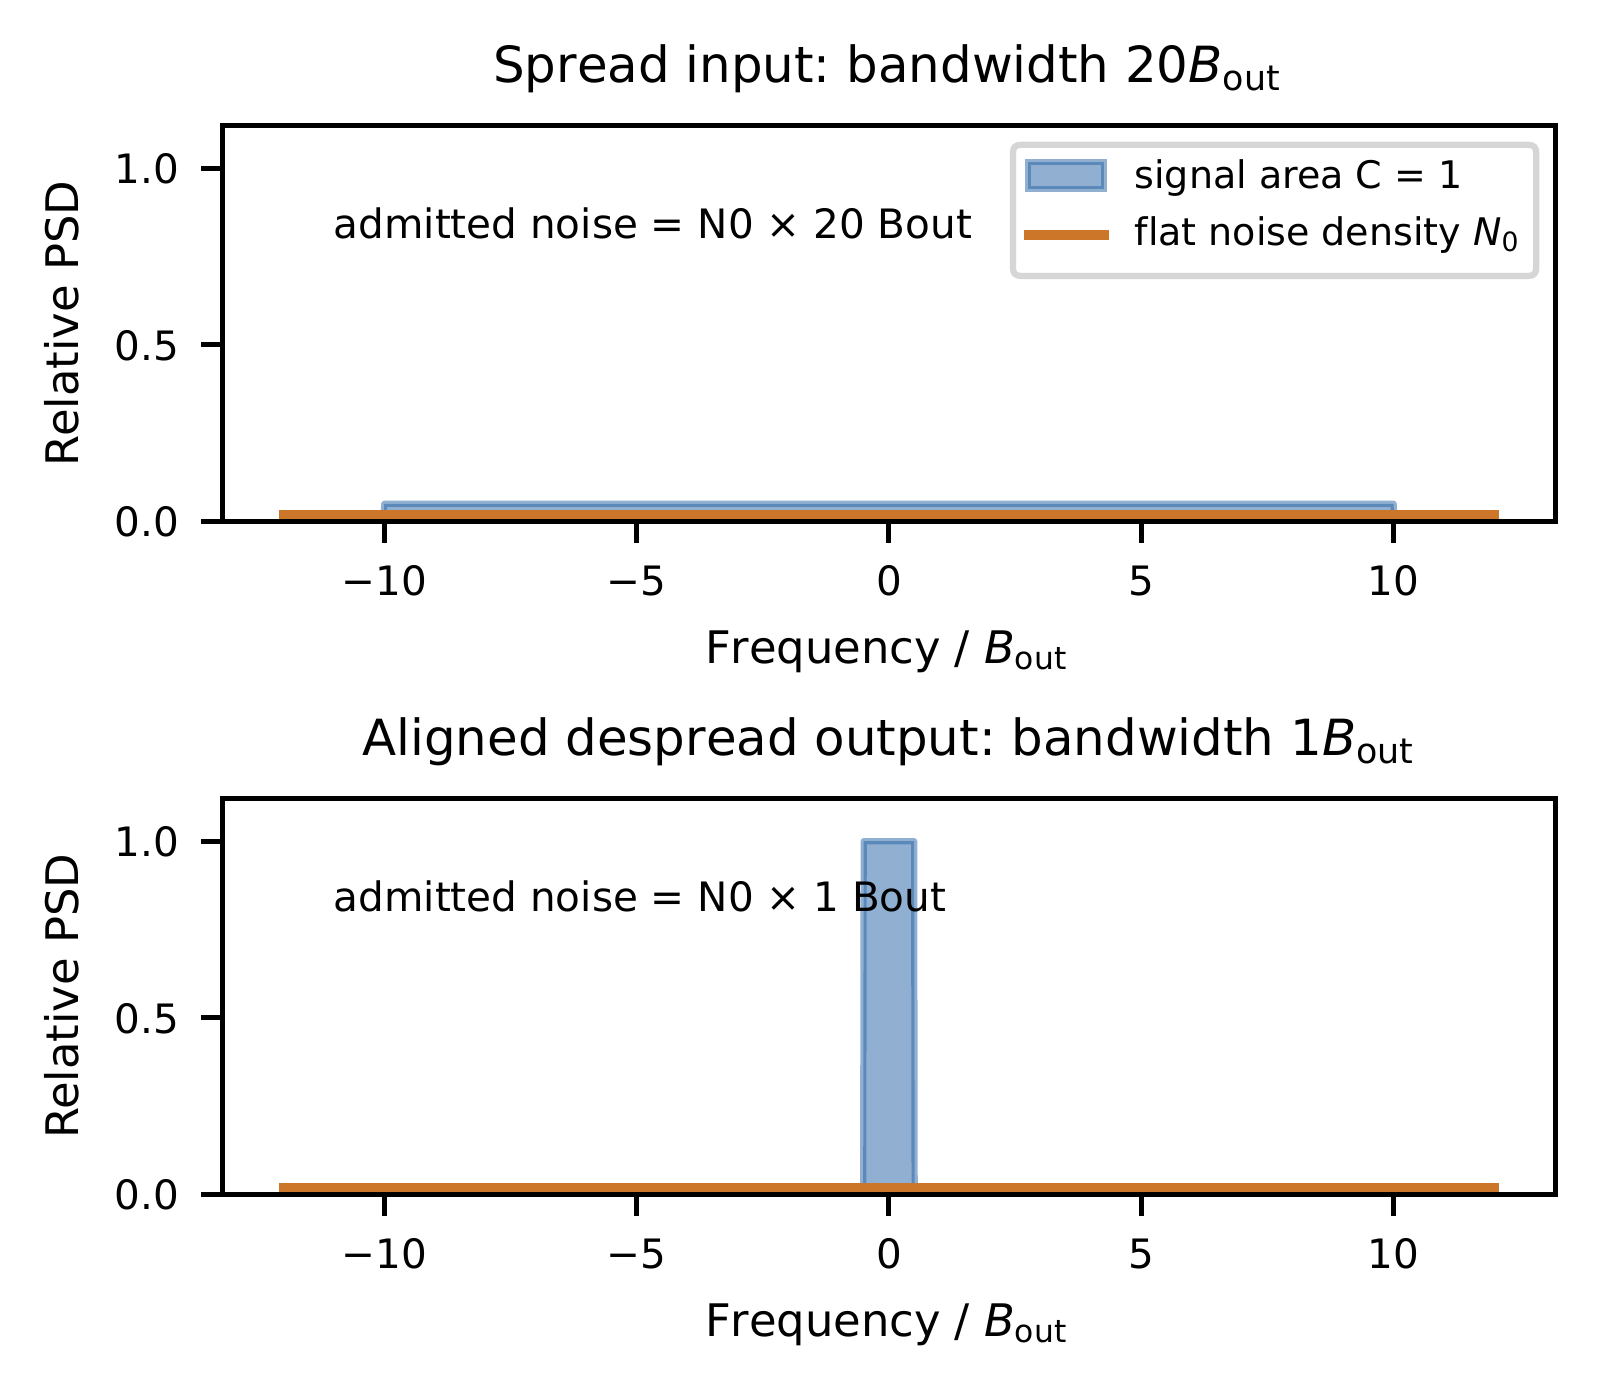 Spread input: bandwidth 20B_out
signal area C = 1
flat noise density N_0
admitted noise = N0 × 20 Bout
Relative PSD
1.0
0.5
0.0
−10
−5
0
5
10
Frequency / B_out
Aligned despread output: bandwidth 1B_out
admitted noise = N0 × 1 Bout
Relative PSD
1.0
0.5
0.0
−10
−5
0
5
10
Frequency / B_out